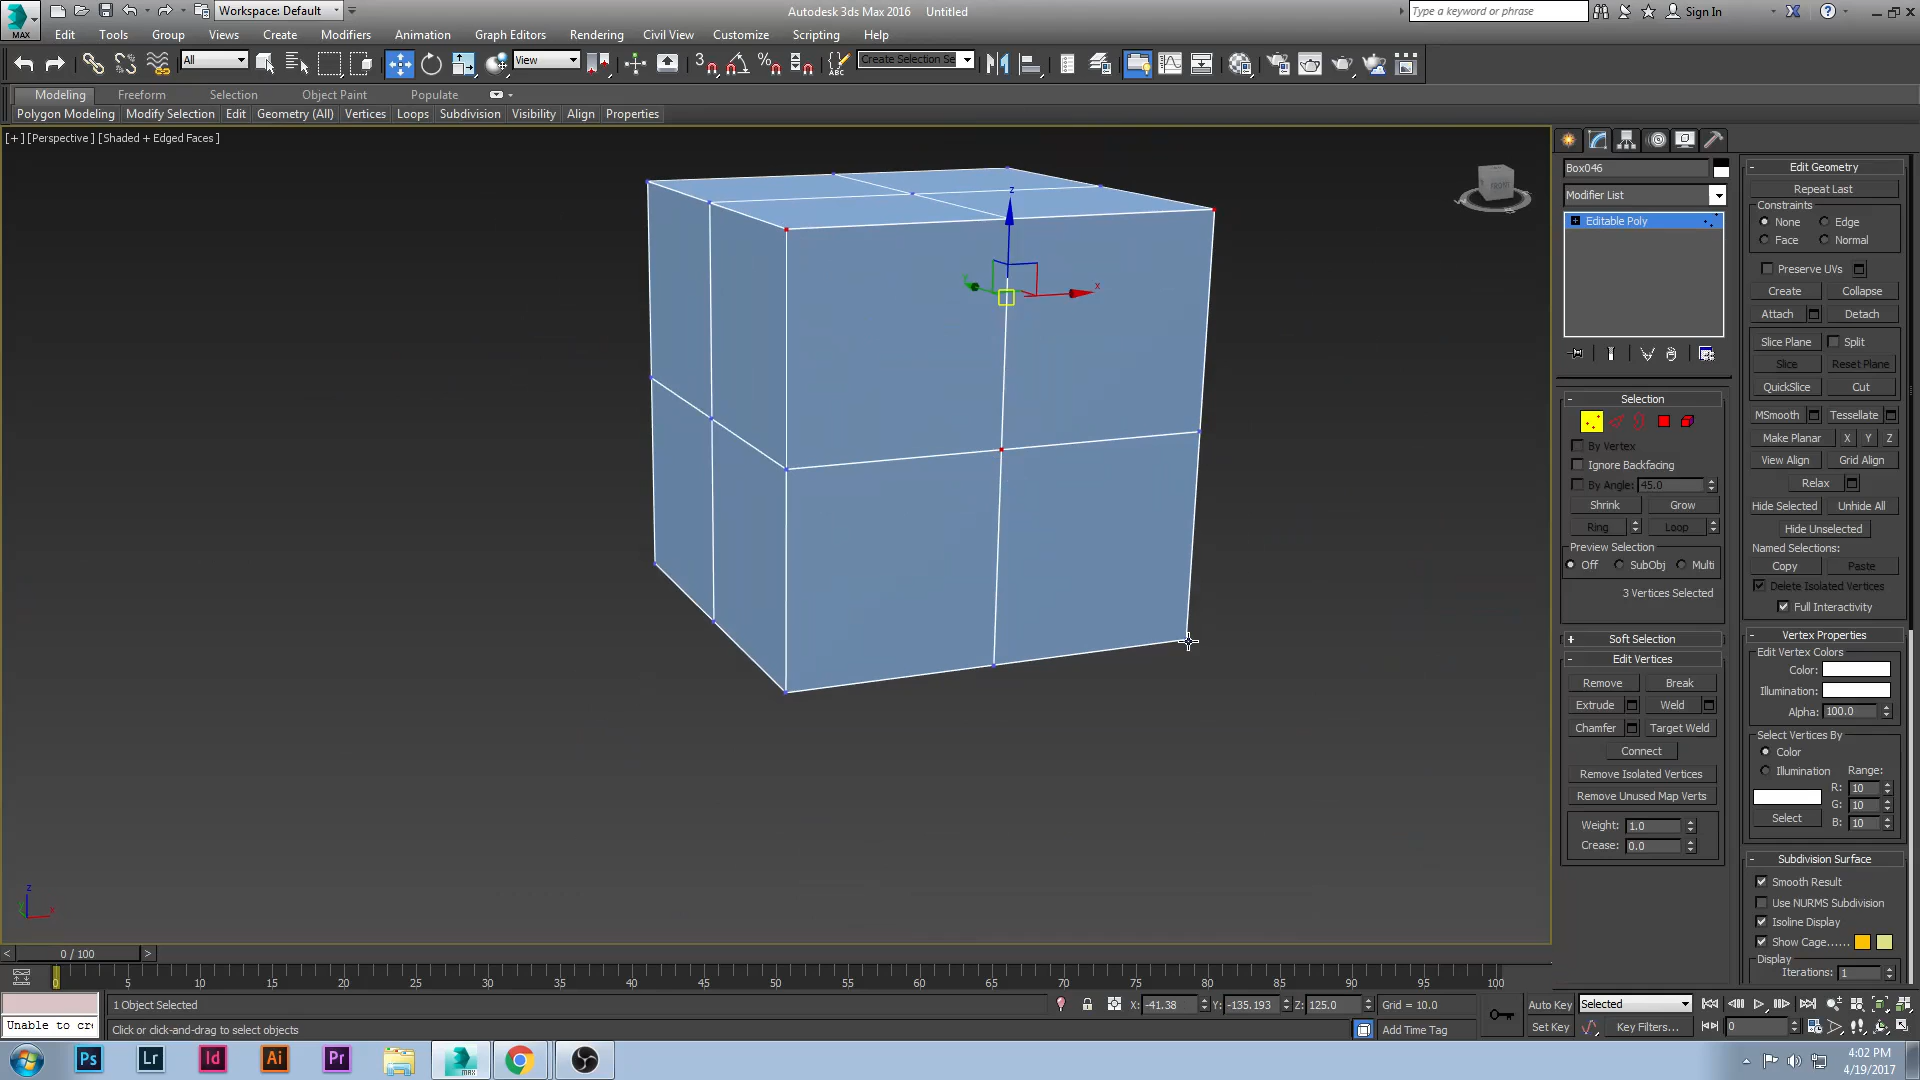 Workspace: Default
Autodesk 3ds Max 2016 Untitled
Type a keyword or phrase
Sign In
MAX
Edit Tools Group Views Create Modifiers Animation Graph Editors Rendering Civil View Customize Scripting Help
All
View
3
ABC
Create Selection Se
Modeling Freeform Selection Object Paint Populate
Polygon Modeling Modify Selection Edit Geometry (All) Vertices Loops Subdivision Visibility Align Properties
[+] [Perspective ] [Shaded + Edged Faces ]
FRONT
z
x
z
x
Box046
Modifier List
Editable Poly
Selection
By Vertex
Ignore Backfacing
By Angle: 45.0
Shrink Grow
Ring Loop
Preview Selection
Off SubObj Multi
3 Vertices Selected
Soft Selection
Edit Vertices
Remove Break
Extrude Weld
Chamfer Target Weld
Connect
Remove Isolated Vertices
Remove Unused Map Verts
Weight: 1.0
Crease: 0.0
Edit Geometry
Repeat Last
Constraints
None Edge
Face Normal
Preserve UVs
Create Collapse
Attach Detach
Slice Plane Split
Slice Reset Plane
QuickSlice Cut
MSmooth Tessellate
Make Planar X Y Z
View Align Grid Align
Relax
Hide Selected Unhide All
Hide Unselected
Named Selections:
Copy Paste
Delete Isolated Vertices
Full Interactivity
Vertex Properties
Edit Vertex Colors
Color:
Illumination:
Alpha: 100.0
Select Vertices By
Color
Illumination Range:
R: 10
G: 10
Select B: 10
Subdivision Surface
Smooth Result
Use NURMS Subdivision
Isoline Display
Show Cage......
Display
Iterations: 1
< 0 / 100 >
0 5 10 15 20 25 30 35 40 45 50 55 60 65 70 75 80 85 90 95 100
1 Object Selected
X: -41.38 Y: -135.193 Z: 125.0 Grid = 10.0
Auto Key Selected
Unable to cr
Click or click-and-drag to select objects
Add Time Tag
Set Key Key Filters... 0
Ps Lr Id Ai Pr MAX
4:02 PM
4/19/2017